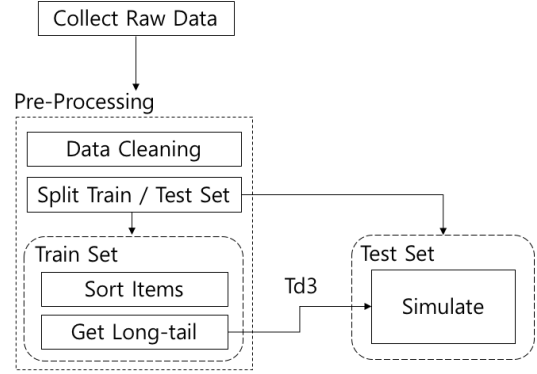 Collect Raw Data
Pre-Processing
Data Cleaning
Split Train / Test Set
Train Set
Sort Items
Get Long-tail
Td3
Test Set
Simulate